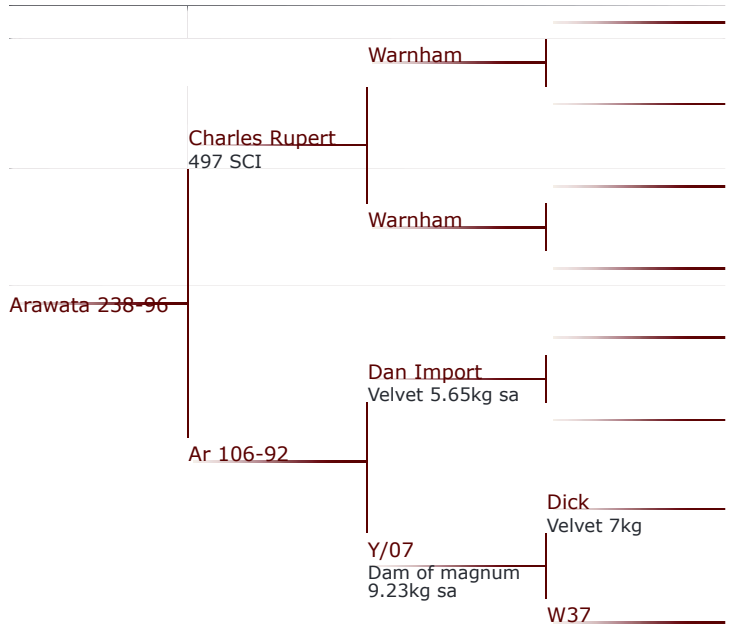 Warnham
Charles Rupert
497 SCI
Warnham
Arawata 238-96
Dan Import
Velvet 5.65kg sa
Ar 106-92
Dick
Velvet 7kg
Y/07
Dam of magnum
9.23kg sa
W37